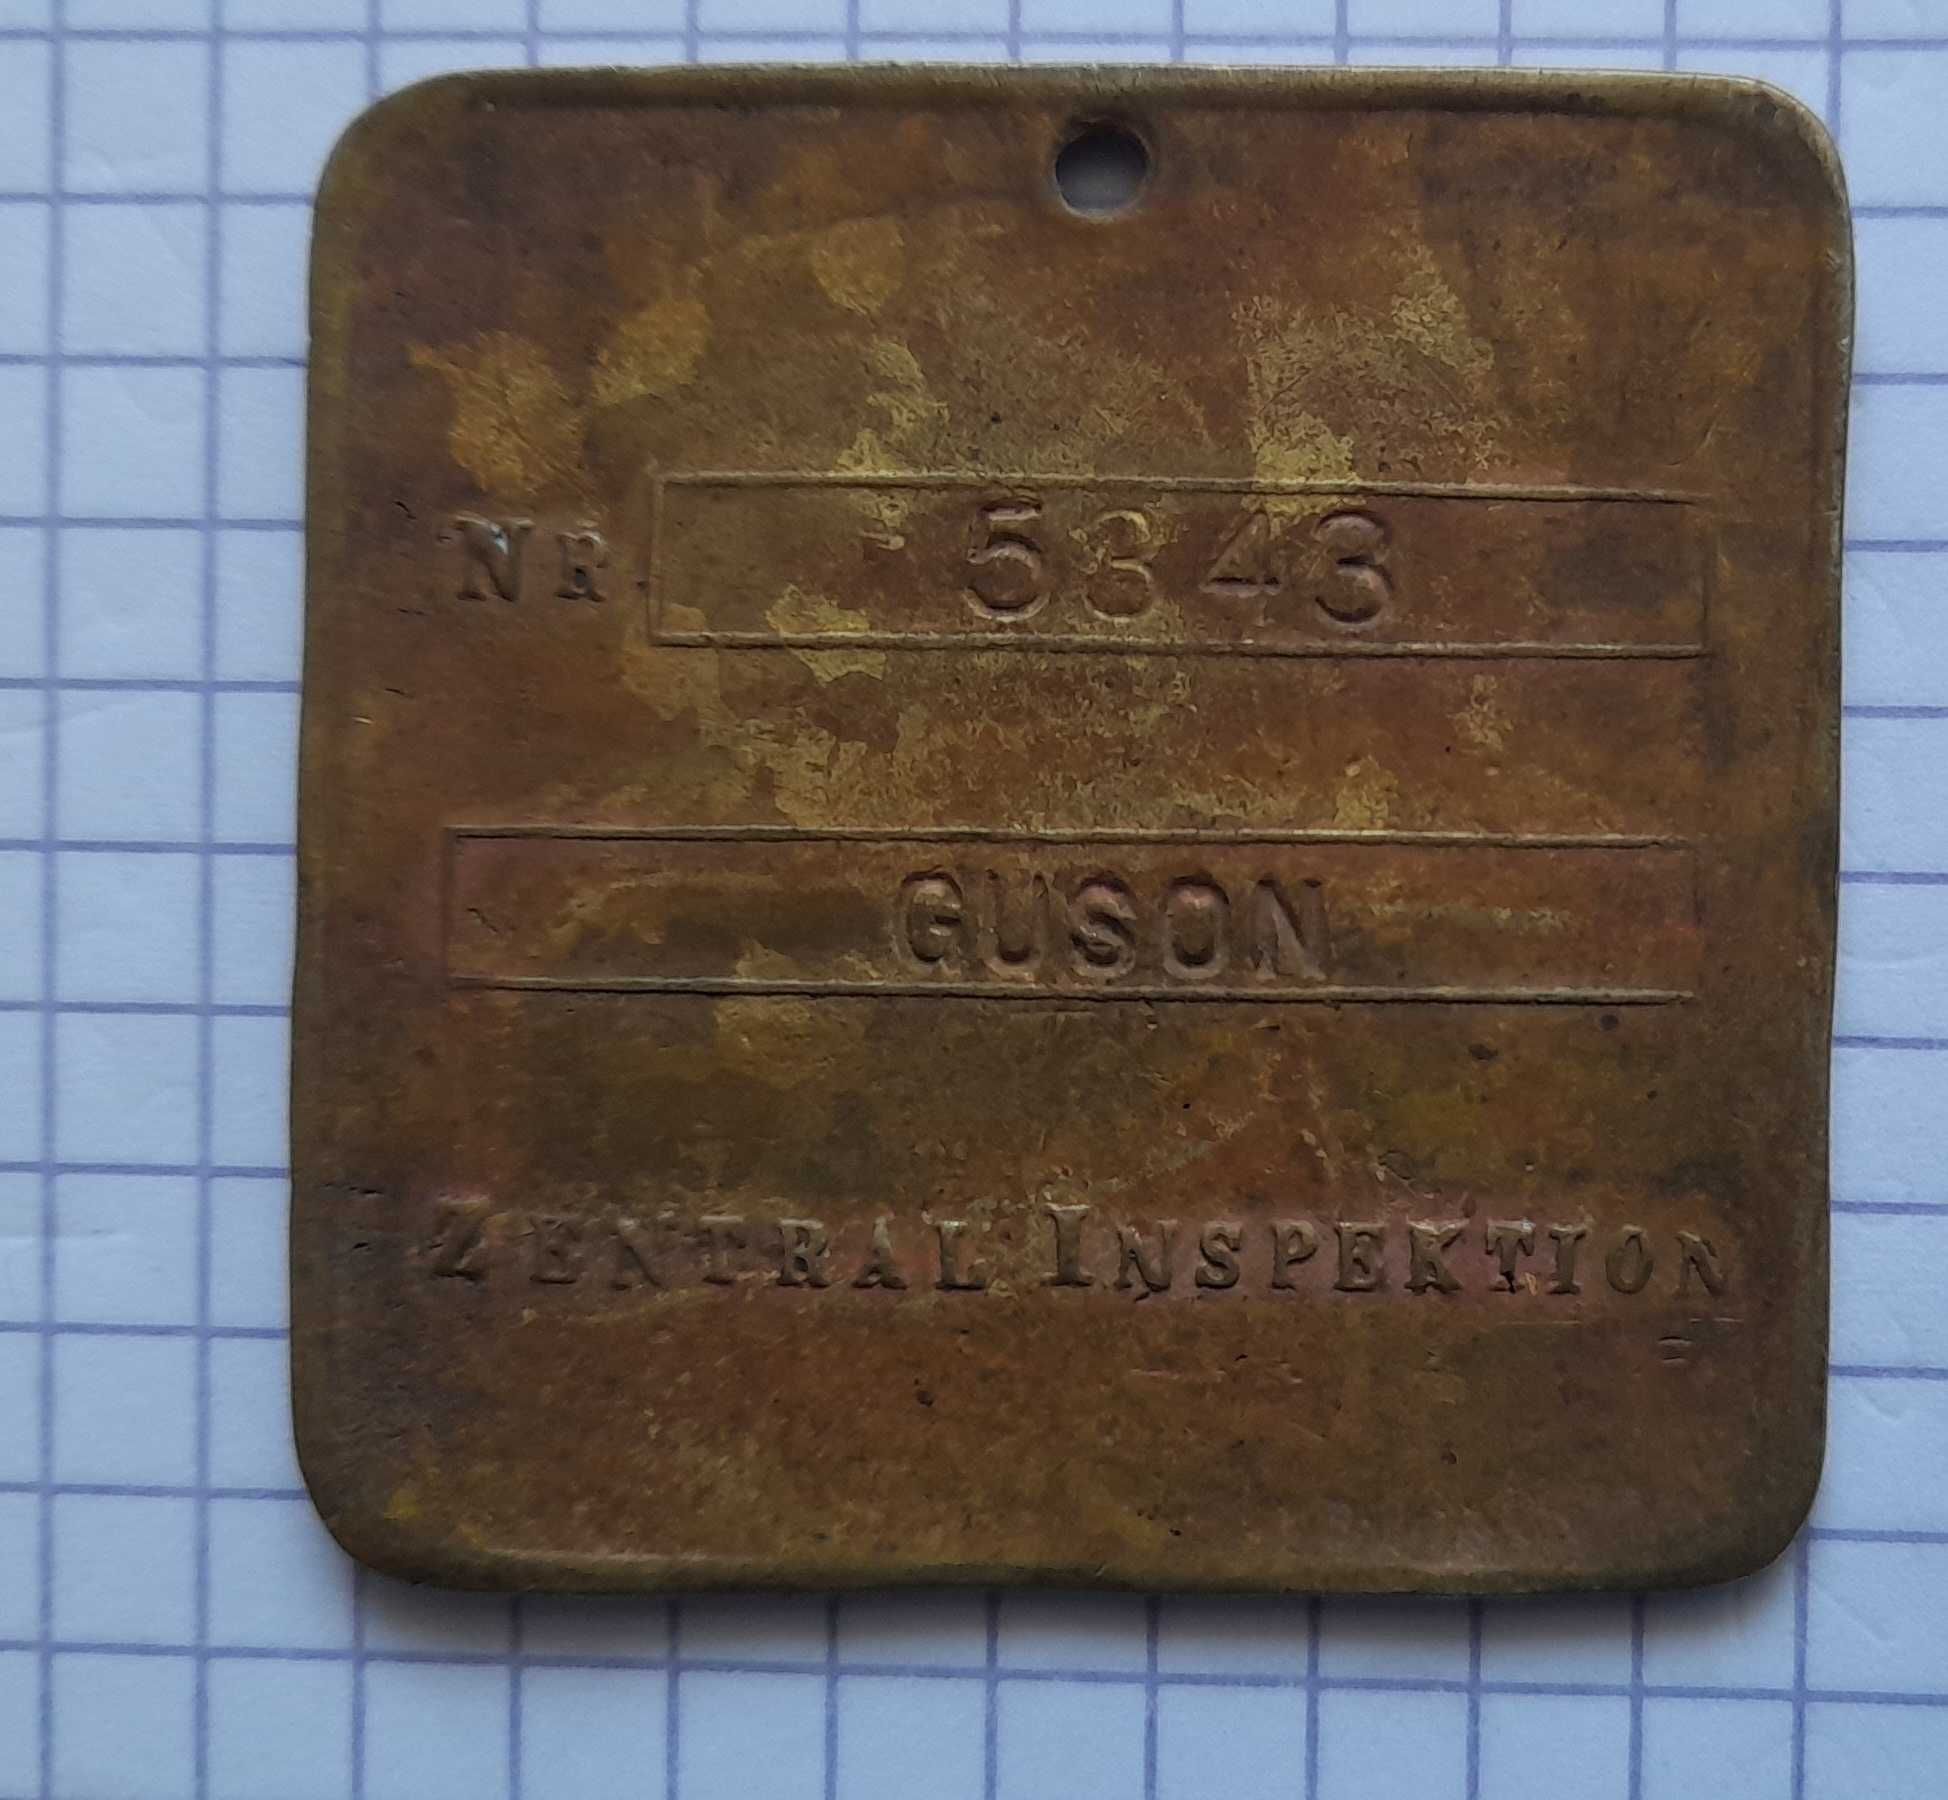 NR. 5343
GUSON
ZENTRAL INSPEKTION